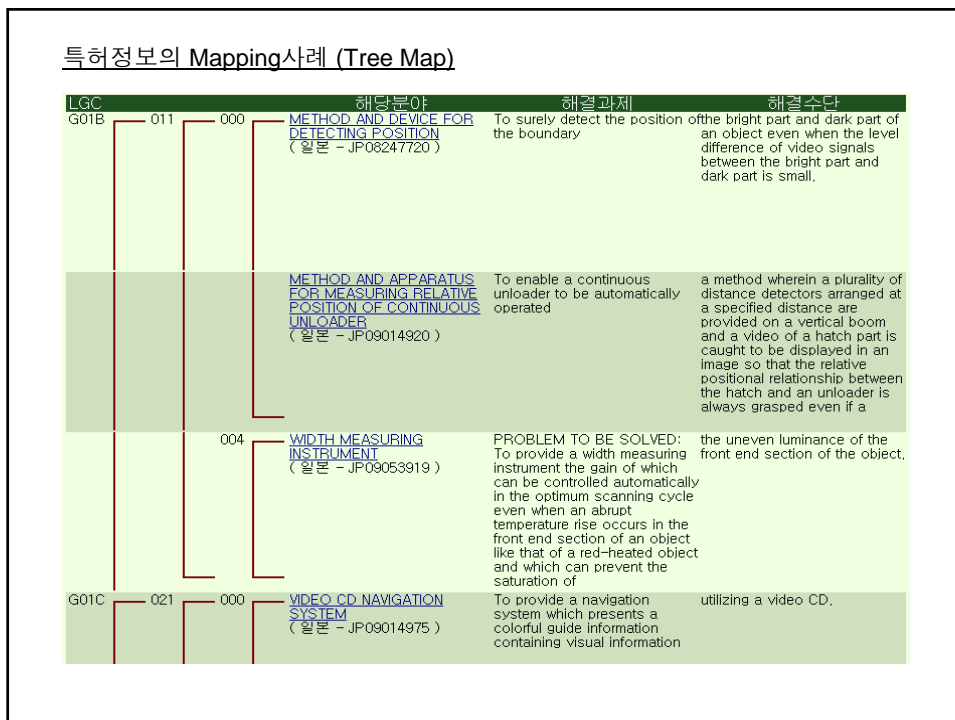 특허정보의 Mapping사례 (Tree Map)
LGC 해당분야 해결과제 해결수단
G01B 011 000
METHOD AND DEVICE FOR
DETECTING POSITION
( 일본 - JP08247720 )
To surely detect the position of
the boundary
the bright part and dark part of
an object even when the level
difference of video signals
between the bright part and
dark part is small,
METHOD AND APPARATUS
FOR MEASURING RELATIVE
POSITION OF CONTINUOUS
UNLOADER
( 일본 - JP09014920 )
To enable a continuous
unloader to be automatically
operated
a method wherein a plurality of
distance detectors arranged at
a specified distance are
provided on a vertical boom
and a video of a hatch part is
caught to be displayed in an
image so that the relative
positional relationship between
the hatch and an unloader is
always grasped even if a
004
WIDTH MEASURING
INSTRUMENT
( 일본 - JP09053919 )
PROBLEM TO BE SOLVED:
To provide a width measuring
instrument the gain of which
can be controlled automatically
in the optimum scanning cycle
even when an abrupt
temperature rise occurs in the
front end section of an object
like that of a red-heated object
and which can prevent the
saturation of
the uneven luminance of the
front end section of the object,
G01C 021 000
VIDEO CD NAVIGATION
SYSTEM
( 일본 - JP09014975 )
To provide a navigation
system which presents a
colorful guide information
containing visual information
utilizing a video CD,